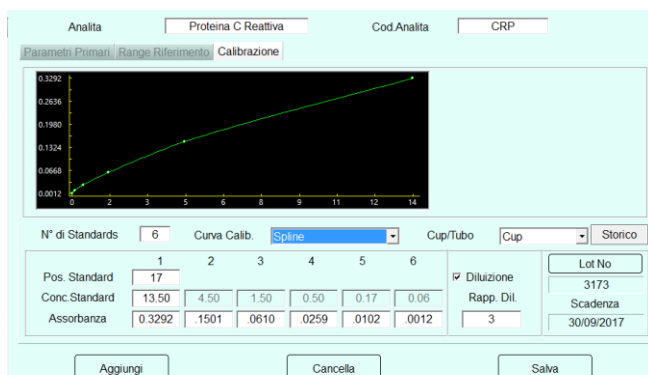 Analita Proteina C Reattiva Cod.Analita CRP
Parametri Primari Range Riferimento Calibrazione
0.3292
0.2636
0.1980
0.1324
0.0668
0.0012
0 2 3 5 6 8 9 11 12 14
N° di Standards 6 Curva Calib. Spline Cup/Tubo Cup Storico
1 2 3 4 5 6
Pos. Standard 17
Conc.Standard 13.50 4.50 1.50 0.50 0.17 0.06
Assorbanza 0.3292 .1501 .0610 .0259 .0102 .0012
Diluizione
Rapp. Dil.
3
Lot No
3173
Scadenza
30/09/2017
Aggiungi Cancella Salva